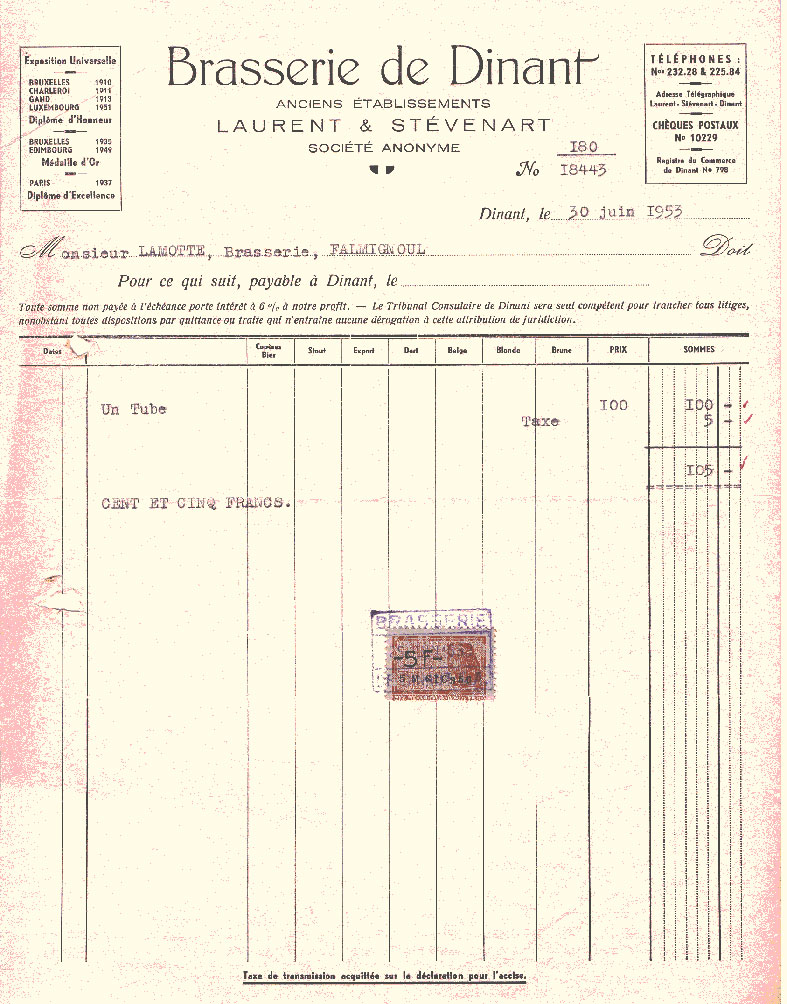 Exposition Universelle
BRUXELLES 1910
CHARLEROI 1911
GAND 1913
LUXEMBOURG 1951
Diplôme d'Honneur
BRUXELLES 1935
EDIMBOURG 1949
Médaille d'Or
PARIS 1937
Diplôme d'Excellence
Brasserie de Dinant
ANCIENS ÉTABLISSEMENTS
LAURENT & STÉVENART
SOCIÉTÉ ANONYME
180
No 18443
TÉLÉPHONES :
Nos 232.28 & 225.84
Adresse Télégraphique
Laurent-Stévenart-Dinant
CHÈQUES POSTAUX
No 10229
Registre du Commerce
de Dinant No 798
Dinant, le 30 juin 1953
Monsieur LAMOTTE, Brasserie, FALMIGNOUL Doit
Pour ce qui suit, payable à Dinant, le
Toute somme non payée à l'échéance porte intérêt à 6 % à notre profit. — Le Tribunal Consulaire de Dinant sera seul compétent pour trancher tous litiges,
nonobstant toutes dispositions par quittance ou traite qui n'entraîne aucune dérogation à cette attribution de juridiction.
Dates Bier Stout Export Dort Belge Blonde Brune PRIX SOMMES
Un Tube 100 100 -
Taxe 5 -
105 -
CENT ET CINQ FRANCS.
BRASSERIE
-5F-
Taxe de transmission acquittée sur la déclaration pour l'accise.